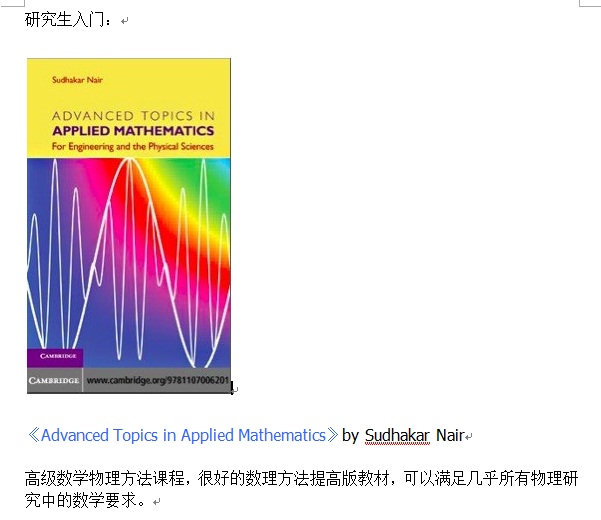 研究生入门：
Sudhakar Nair
ADVANCED TOPICS IN
APPLIED MATHEMATICS
For Engineering and the Physical Sciences
CAMBRIDGE
CAMBRIDGE www.cambridge.org/9781107006201
《Advanced Topics in Applied Mathematics》by Sudhakar Nair
高级数学物理方法课程，很好的数理方法提高版教材，可以满足几乎所有物理研
究中的数学要求。